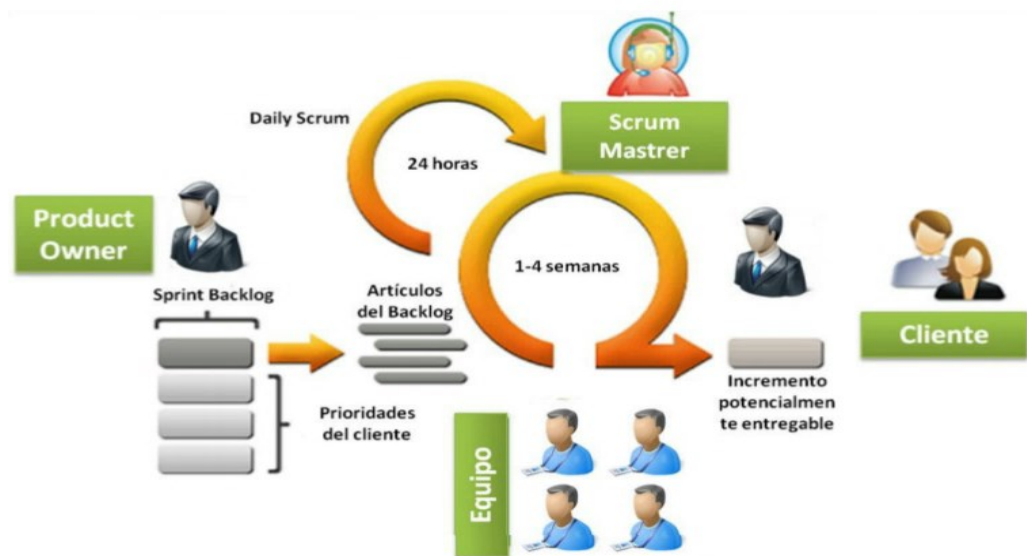 Scrum
Mastrer
Daily Scrum
24 horas
Product
Owner
1-4 semanas
Sprint Backlog
Artículos
del Backlog
Cliente
Prioridades
del cliente
Incremento
potencialmen
te entregable
Equipo